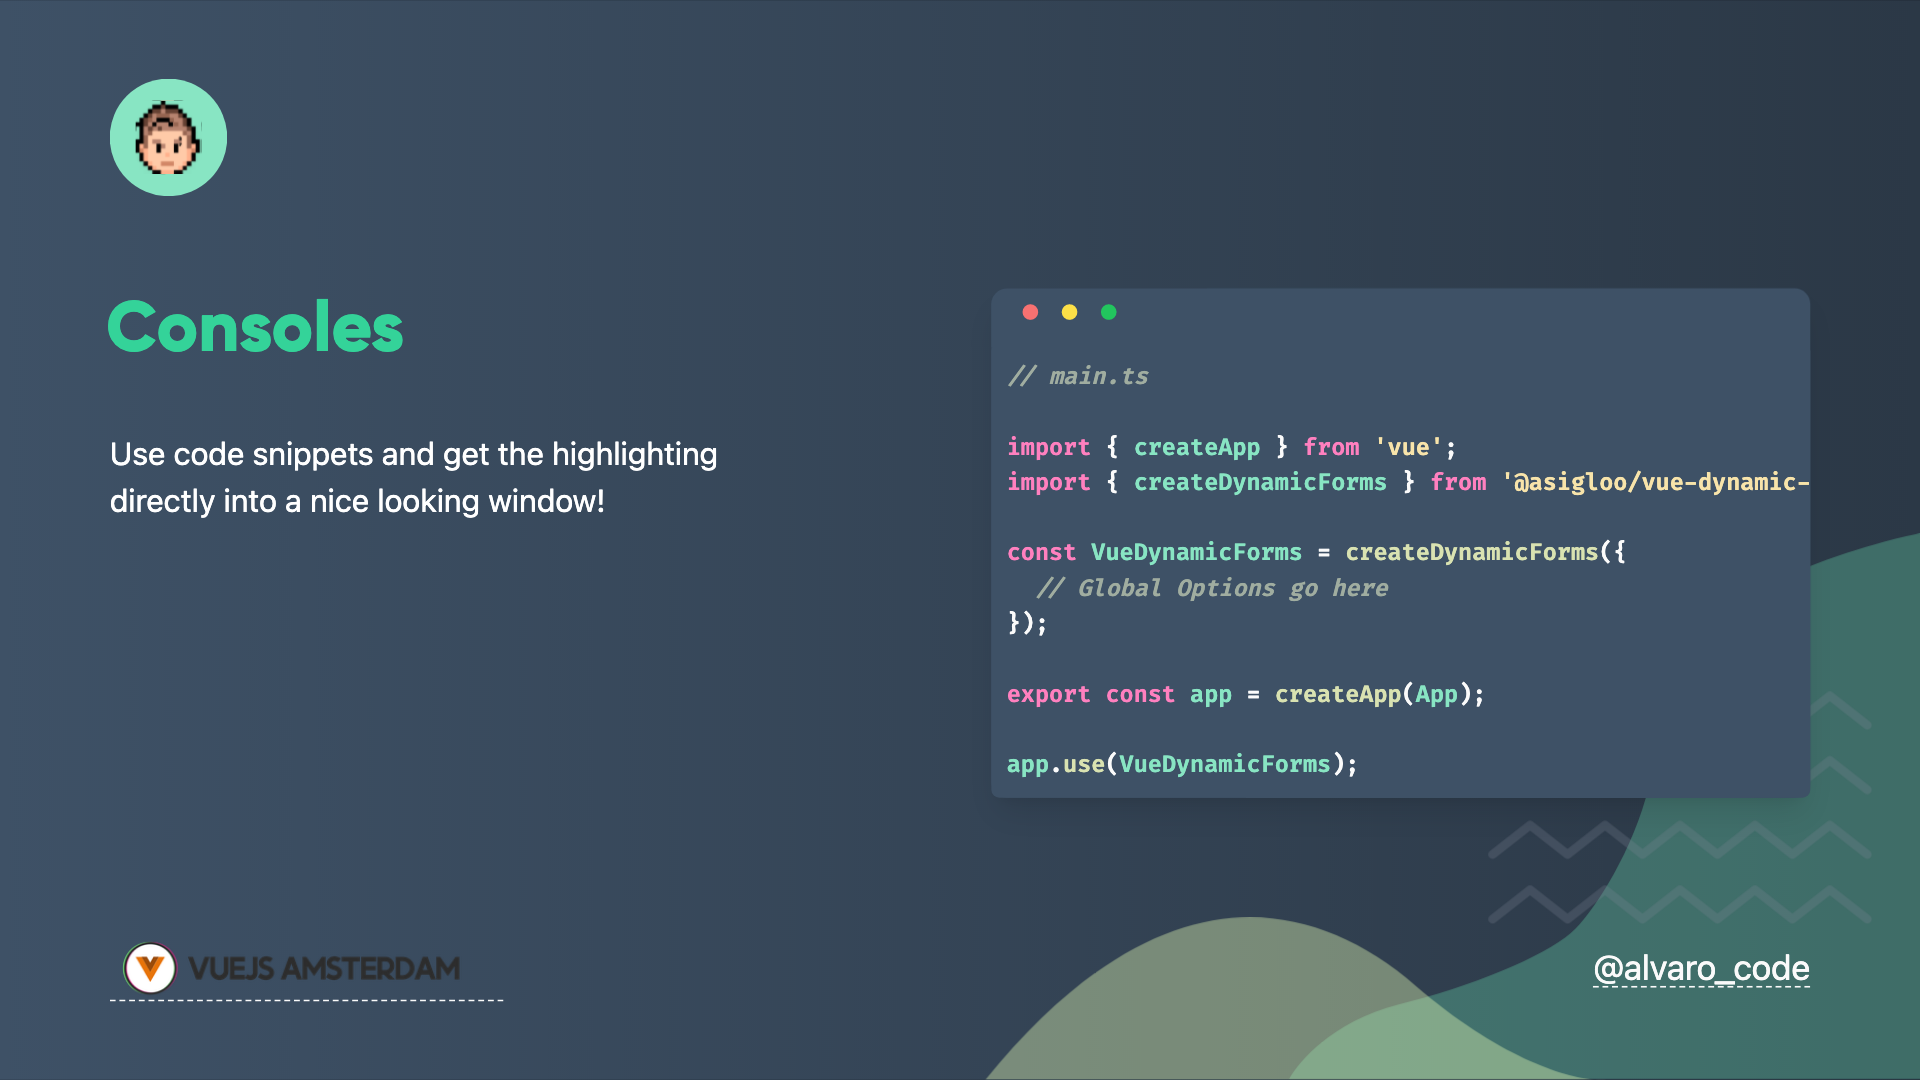 Consoles
Use code snippets and get the highlighting
directly into a nice looking window!
// main.ts
import { createApp } from 'vue';
import { createDynamicForms } from '@asigloo/vue-dynamic-
const VueDynamicForms = createDynamicForms({
  // Global Options go here
});
export const app = createApp(App);
app.use(VueDynamicForms);
VUEJS AMSTERDAM
@alvaro_code